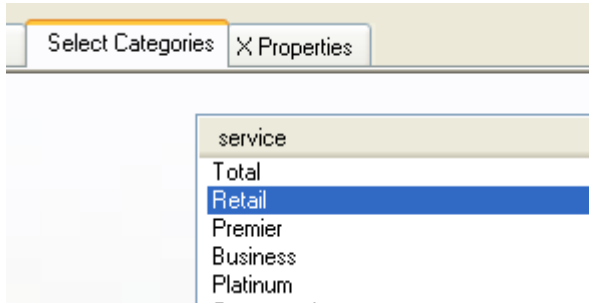 Select Categories
X Properties
service
Total
Retail
Premier
Business
Platinum